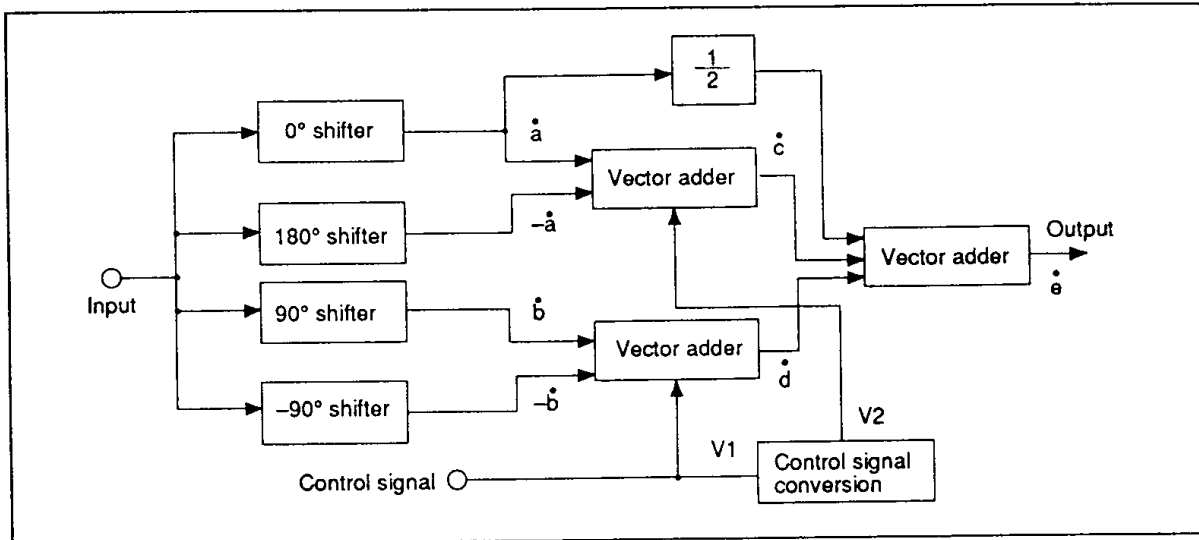 -1/2
0° shifter
ȧ
Vector adder
ċ
180° shifter
-ȧ
Output
Vector adder
ė
Input
90° shifter
ḃ
Vector adder
ḋ
–90° shifter
-ḃ
V2
V1
Control signal
Control signal
conversion